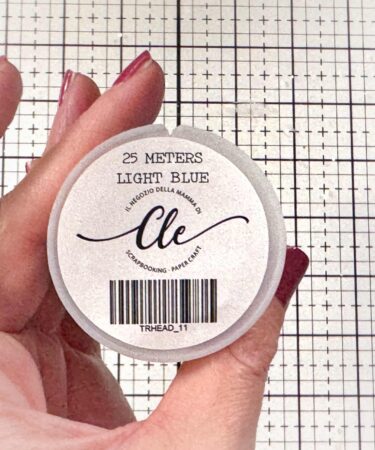 25 METERS
LIGHT BLUE
IL NEGOZIO DELLA MAMMA DI
Cle
SCRAPBOOKING - PAPER CRAFT
TRHEAD_11